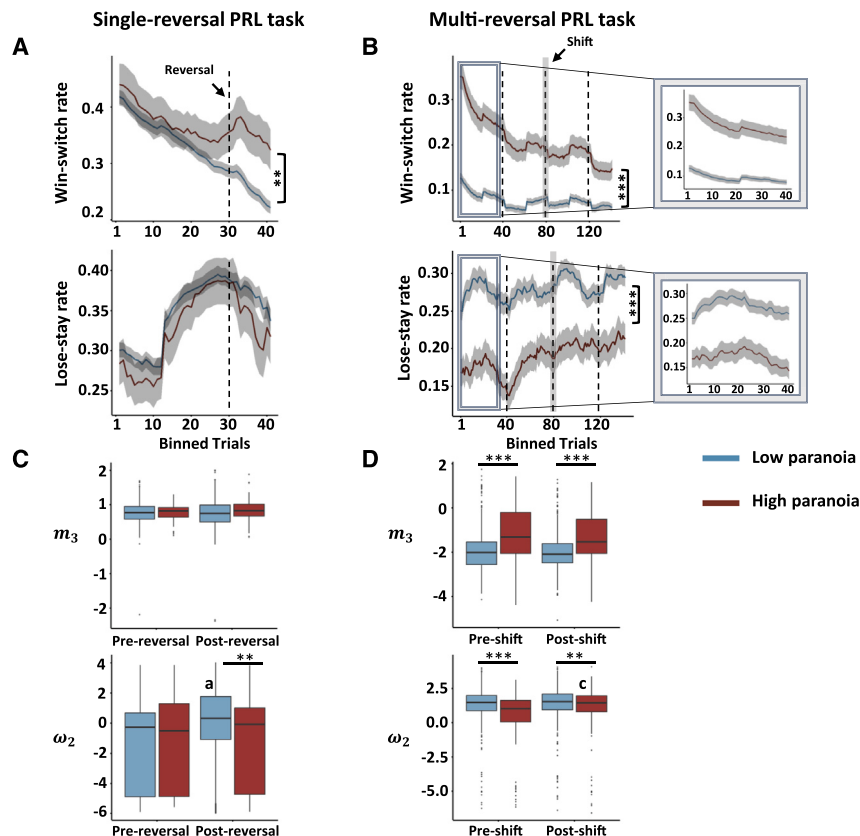 Single-reversal PRL task
Multi-reversal PRL task
A
Win-switch rate
0.4
0.3
0.2
Reversal
**
1 10 20 30 40
B
Win-switch rate
0.3
0.2
0.1
Shift
***
1 40 80 120
0.3
0.2
0.1
1 10 20 30 40
Lose-stay rate
0.40
0.35
0.30
0.25
1 10 20 30 40
Binned Trials
Lose-stay rate
0.30
0.25
0.20
0.15
***
1 40 80 120
Binned Trials
0.30
0.25
0.20
0.15
1 10 20 30 40
C
m₃
2
1
0
-1
-2
Pre-reversal Post-reversal
D
*** ***
2
0
-2
-4
Pre-shift Post-shift
Low paranoia
High paranoia
ω₂
4
2
0
-2
-4
-6
a
**
Pre-reversal Post-reversal
ω₂
*** **
c
2.5
0.0
-2.5
-5.0
Pre-shift Post-shift
m₃